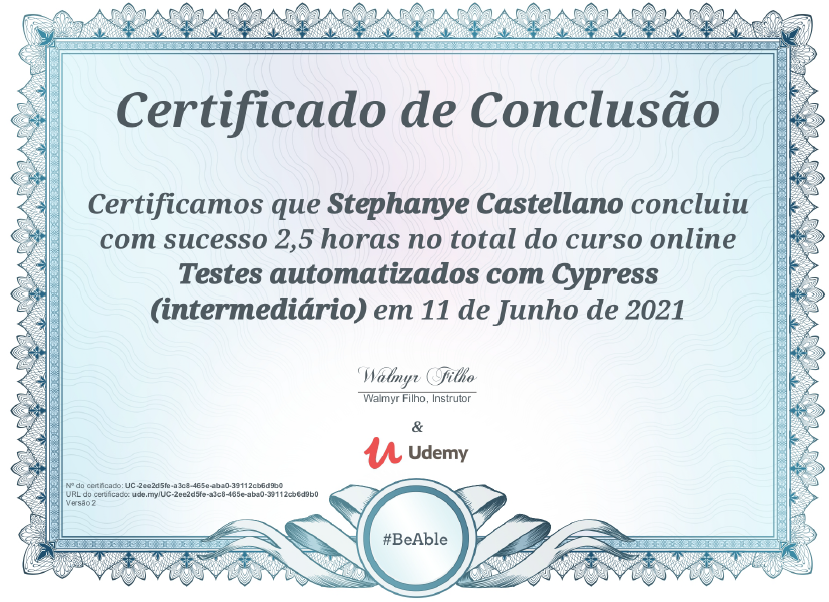 Certificado de Conclusão
Certificamos que Stephanye Castellano concluiu
com sucesso 2,5 horas no total do curso online
Testes automatizados com Cypress
(intermediário) em 11 de Junho de 2021
Walmyr Filho
Walmyr Filho, Instrutor
&
Udemy
Nº do certificado: UC-2ee2d5fe-a3c8-465e-aba0-39112cb6d9b0
URL do certificado: ude.my/UC-2ee2d5fe-a3c8-465e-aba0-39112cb6d9b0
Versão 2
#BeAble